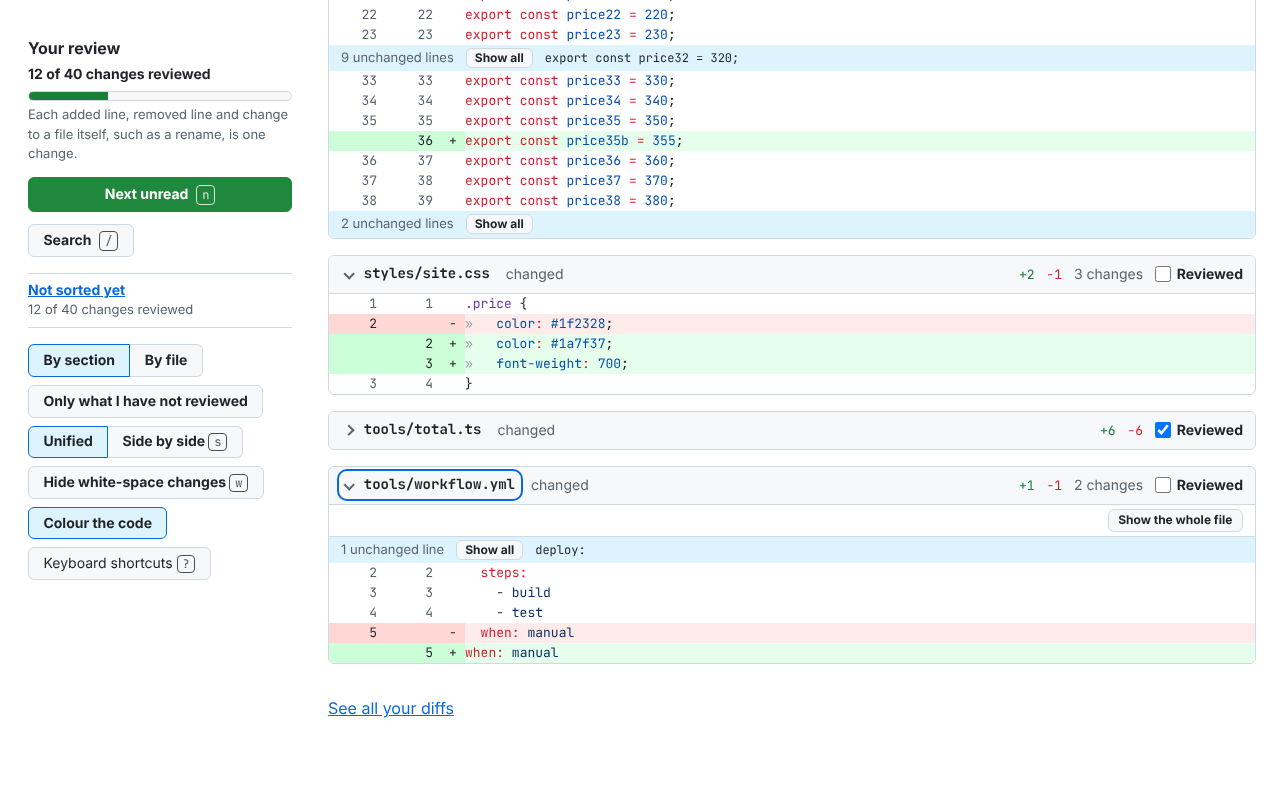 Your review
12 of 40 changes reviewed
Each added line, removed line and change
to a file itself, such as a rename, is one
change.
Next unread n
Search /
Not sorted yet
12 of 40 changes reviewed
By section By file
Only what I have not reviewed
Unified Side by side s
Hide white-space changes w
Colour the code
Keyboard shortcuts ?
22 22 export const price22 = 220;
23 23 export const price23 = 230;
9 unchanged lines Show all export const price32 = 320;
33 33 export const price33 = 330;
34 34 export const price34 = 340;
35 35 export const price35 = 350;
36 + export const price35b = 355;
36 37 export const price36 = 360;
37 38 export const price37 = 370;
38 39 export const price38 = 380;
2 unchanged lines Show all
styles/site.css changed +2 -1 3 changes Reviewed
1 1 .price {
2 - » color: #1f2328;
2 + » color: #1a7f37;
3 + » font-weight: 700;
3 4 }
tools/total.ts changed +6 -6 Reviewed
tools/workflow.yml changed +1 -1 2 changes Reviewed
Show the whole file
1 unchanged line Show all deploy:
2 2 steps:
3 3 - build
4 4 - test
5 - when: manual
5 + when: manual
See all your diffs